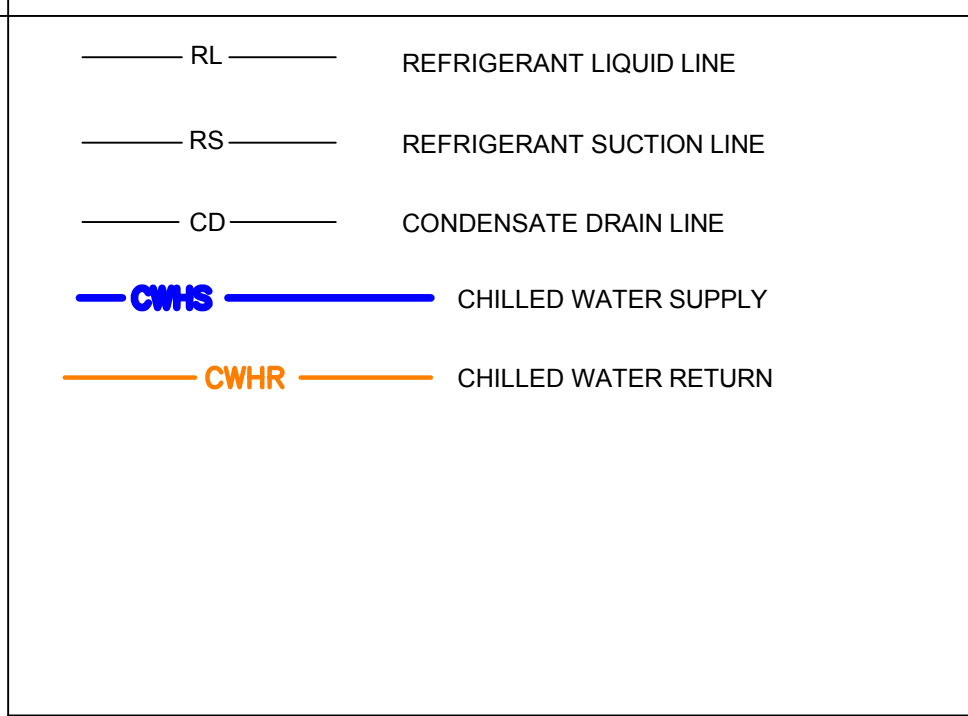 RL REFRIGERANT LIQUID LINE
RS REFRIGERANT SUCTION LINE
CD CONDENSATE DRAIN LINE
CWHS CHILLED WATER SUPPLY
CWHR CHILLED WATER RETURN